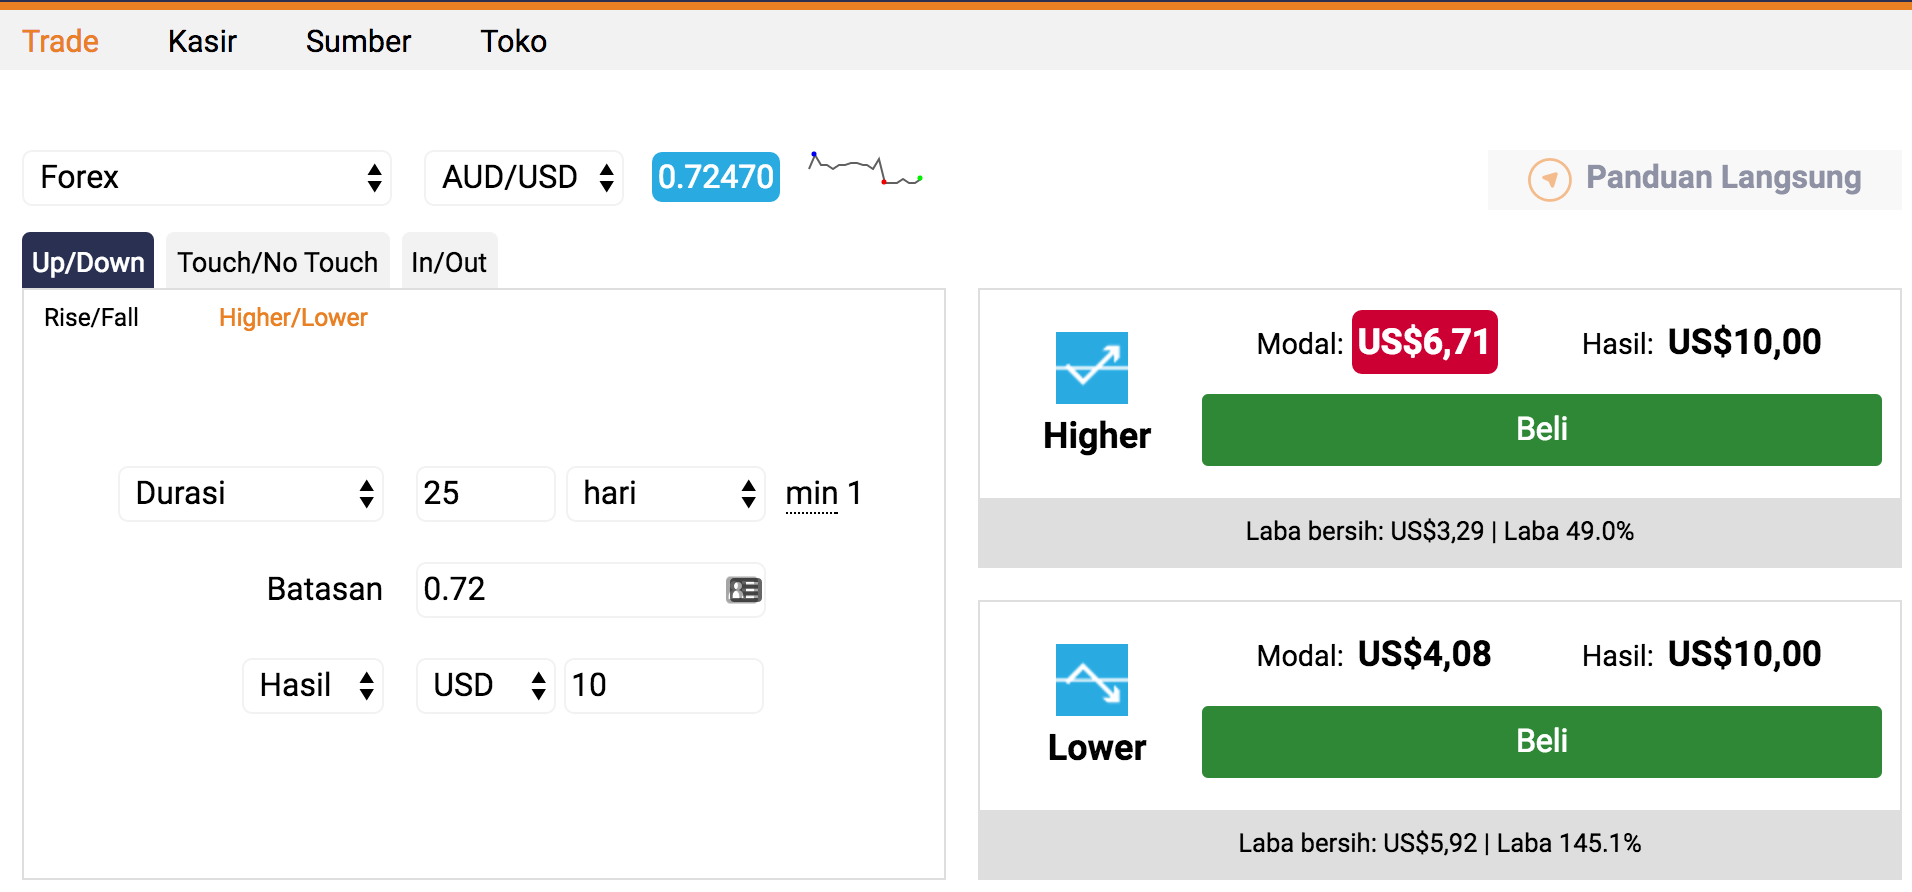 Trade Kasir Sumber Toko
Forex AUD/USD 0.72470 Panduan Langsung
Up/Down Touch/No Touch In/Out
Rise/Fall Higher/Lower
Durasi 25 hari min 1
Batasan 0.72
Hasil USD 10
Modal: US$6,71 Hasil: US$10,00
Higher
Beli
Laba bersih: US$3,29 | Laba 49.0%
Modal: US$4,08 Hasil: US$10,00
Lower
Beli
Laba bersih: US$5,92 | Laba 145.1%